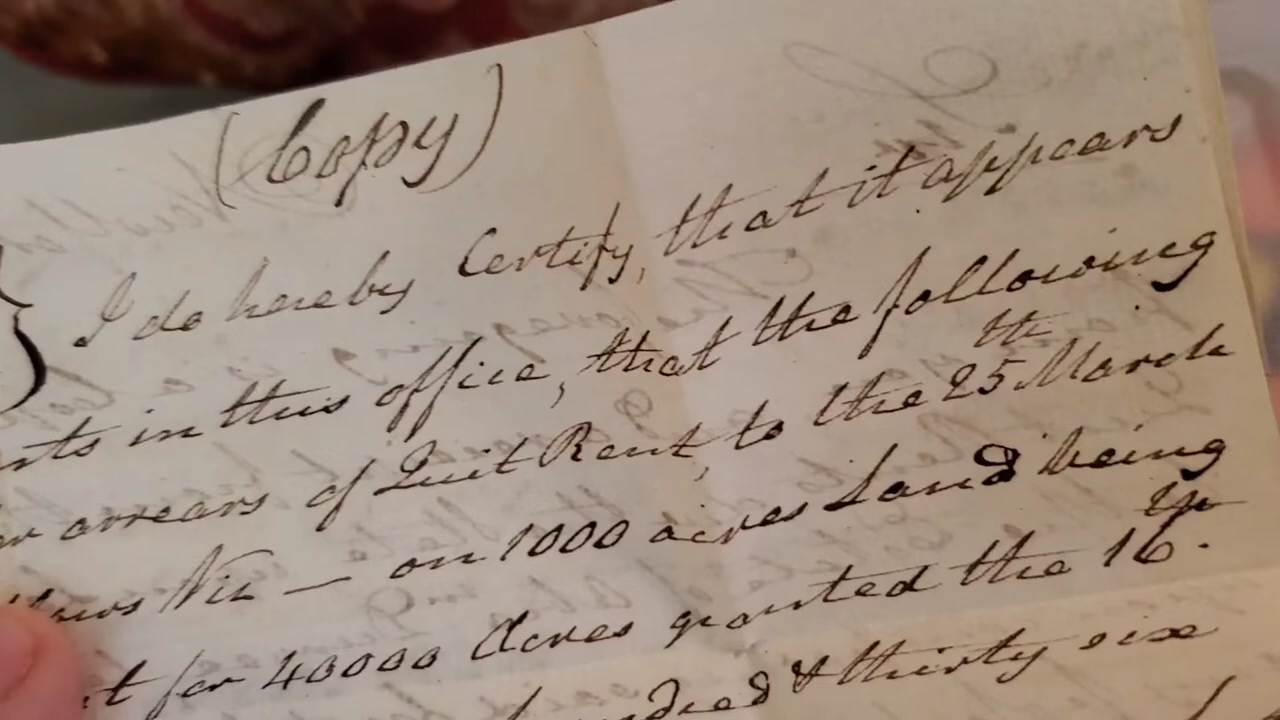 (Copy)
I do hereby Certify, that it appears
in this office, that the following
arrears of Quit Rent, to the 25th March
Viz — on 1000 acres Land being
for 40000 Acres granted the 16th
& thirty six